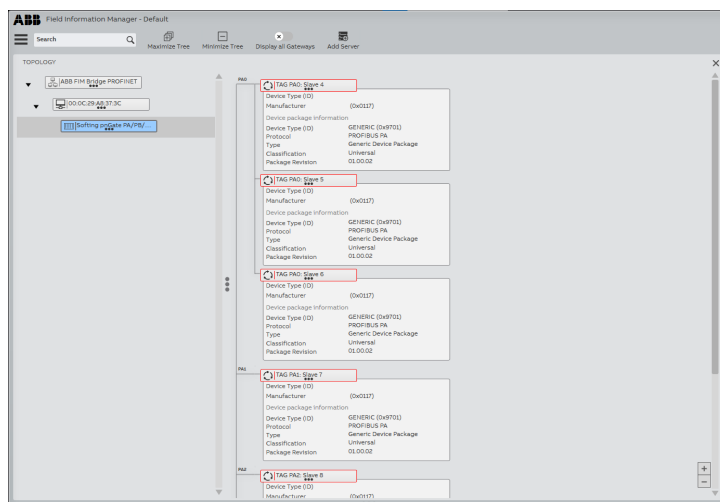 ABB Field Information Manager - Default
Search
Maximize Tree
Minimize Tree
Display all Gateways
Add Server
TOPOLOGY
ABB FIM Bridge PROFINET
00:0C:29:A8:37:3C
Softing pnGate PA/PB/...
PA0
TAG PA0: Slave 4
Device Type (ID)
Manufacturer (0x0117)
Device package information
Device Type (ID) GENERIC (0x9701)
Protocol PROFIBUS PA
Type Generic Device Package
Classification Universal
Package Revision 01.00.02
TAG PA0: Slave 5
Device Type (ID)
Manufacturer (0x0117)
Device package information
Device Type (ID) GENERIC (0x9701)
Protocol PROFIBUS PA
Type Generic Device Package
Classification Universal
Package Revision 01.00.02
TAG PA0: Slave 6
Device Type (ID)
Manufacturer (0x0117)
Device package information
Device Type (ID) GENERIC (0x9701)
Protocol PROFIBUS PA
Type Generic Device Package
Classification Universal
Package Revision 01.00.02
PA1
TAG PA1: Slave 7
Device Type (ID)
Manufacturer (0x0117)
Device package information
Device Type (ID) GENERIC (0x9701)
Protocol PROFIBUS PA
Type Generic Device Package
Classification Universal
Package Revision 01.00.02
PA2
TAG PA2: Slave 8
Device Type (ID)
Manufacturer (0x0117)